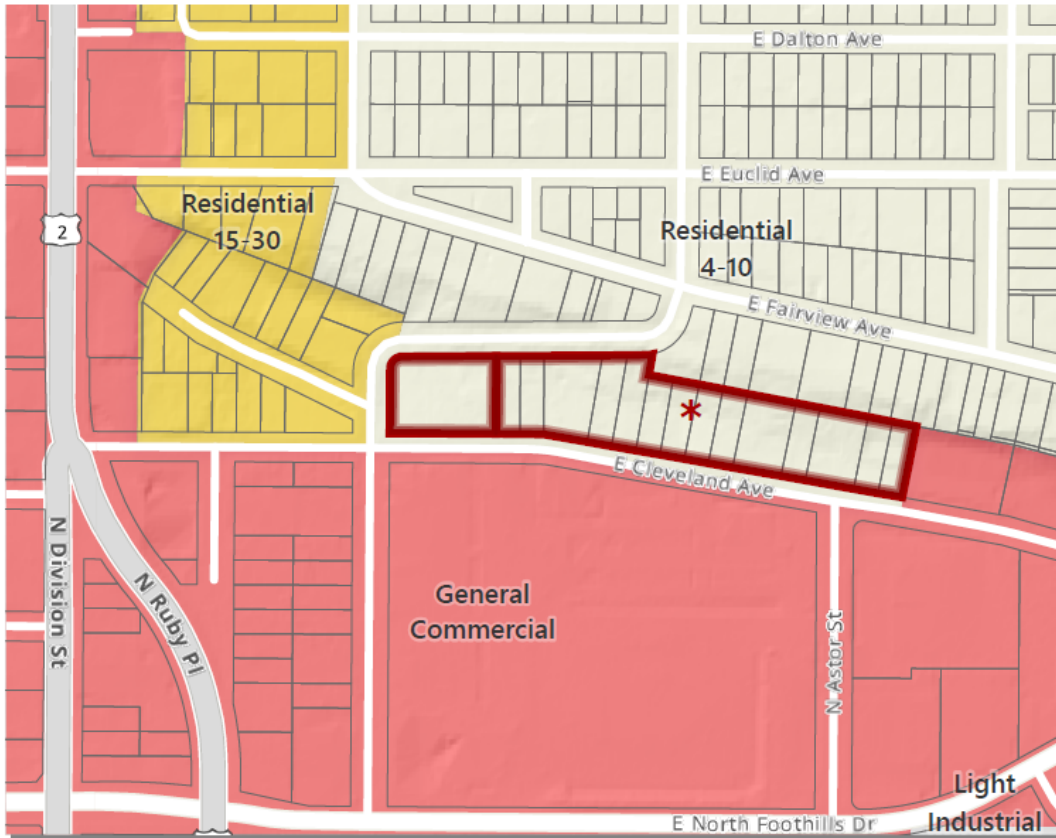 E Dalton Ave
E Euclid Ave
Residential
15-30
2
Residential
4-10
E Fairview Ave
*
E Cleveland Ave
N Division St
N Ruby Pl
General
Commercial
N Astor St
Light
Industrial
E North Foothills Dr